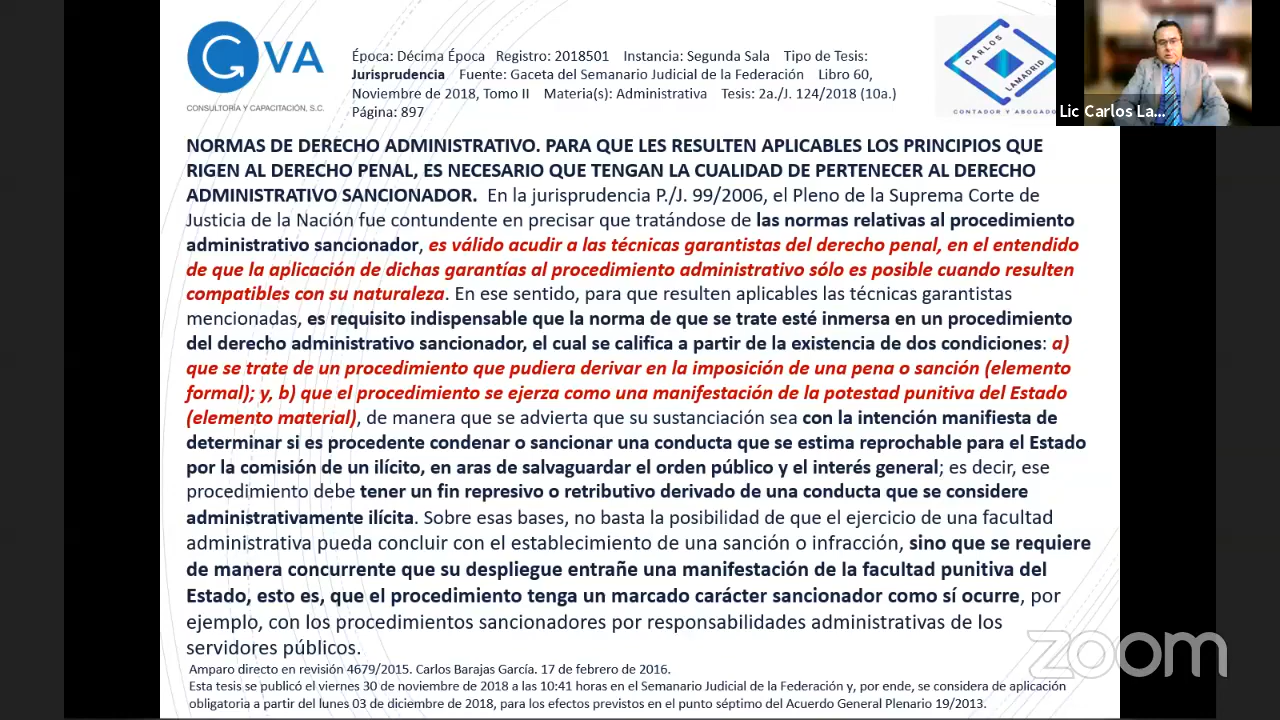 GVA
CONSULTORÍA Y CAPACITACIÓN, S.C.
Época: Décima Época   Registro: 2018501   Instancia: Segunda Sala   Tipo de Tesis:
Jurisprudencia   Fuente: Gaceta del Semanario Judicial de la Federación   Libro 60,
Noviembre de 2018, Tomo II   Materia(s): Administrativa   Tesis: 2a./J. 124/2018 (10a.)
Página: 897
CARLOS LAMADRID
CONTADOR Y ABOGADO
Lic Carlos La...
NORMAS DE DERECHO ADMINISTRATIVO. PARA QUE LES RESULTEN APLICABLES LOS PRINCIPIOS QUE
RIGEN AL DERECHO PENAL, ES NECESARIO QUE TENGAN LA CUALIDAD DE PERTENECER AL DERECHO
ADMINISTRATIVO SANCIONADOR. En la jurisprudencia P./J. 99/2006, el Pleno de la Suprema Corte de
Justicia de la Nación fue contundente en precisar que tratándose de las normas relativas al procedimiento
administrativo sancionador, es válido acudir a las técnicas garantistas del derecho penal, en el entendido
de que la aplicación de dichas garantías al procedimiento administrativo sólo es posible cuando resulten
compatibles con su naturaleza. En ese sentido, para que resulten aplicables las técnicas garantistas
mencionadas, es requisito indispensable que la norma de que se trate esté inmersa en un procedimiento
del derecho administrativo sancionador, el cual se califica a partir de la existencia de dos condiciones: a)
que se trate de un procedimiento que pudiera derivar en la imposición de una pena o sanción (elemento
formal); y, b) que el procedimiento se ejerza como una manifestación de la potestad punitiva del Estado
(elemento material), de manera que se advierta que su sustanciación sea con la intención manifiesta de
determinar si es procedente condenar o sancionar una conducta que se estima reprochable para el Estado
por la comisión de un ilícito, en aras de salvaguardar el orden público y el interés general; es decir, ese
procedimiento debe tener un fin represivo o retributivo derivado de una conducta que se considere
administrativamente ilícita. Sobre esas bases, no basta la posibilidad de que el ejercicio de una facultad
administrativa pueda concluir con el establecimiento de una sanción o infracción, sino que se requiere
de manera concurrente que su despliegue entrañe una manifestación de la facultad punitiva del
Estado, esto es, que el procedimiento tenga un marcado carácter sancionador como sí ocurre, por
ejemplo, con los procedimientos sancionadores por responsabilidades administrativas de los
servidores públicos.
Amparo directo en revisión 4679/2015. Carlos Barajas García. 17 de febrero de 2016.
Esta tesis se publicó el viernes 30 de noviembre de 2018 a las 10:41 horas en el Semanario Judicial de la Federación y, por ende, se considera de aplicación
obligatoria a partir del lunes 03 de diciembre de 2018, para los efectos previstos en el punto séptimo del Acuerdo General Plenario 19/2013.
zoom